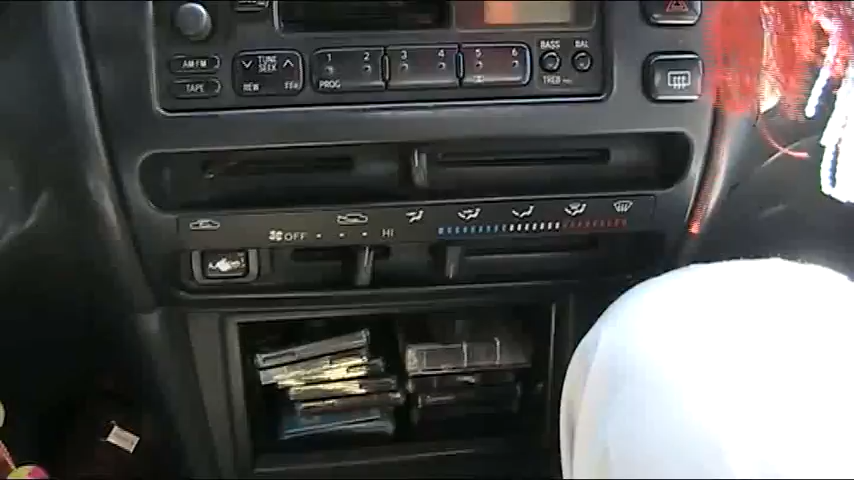 BASS BAL
1 2 3 4 5 6
AM·FM
TUNE
SEEK
PROG
TREB
TAPE
REW FF
OFF HI